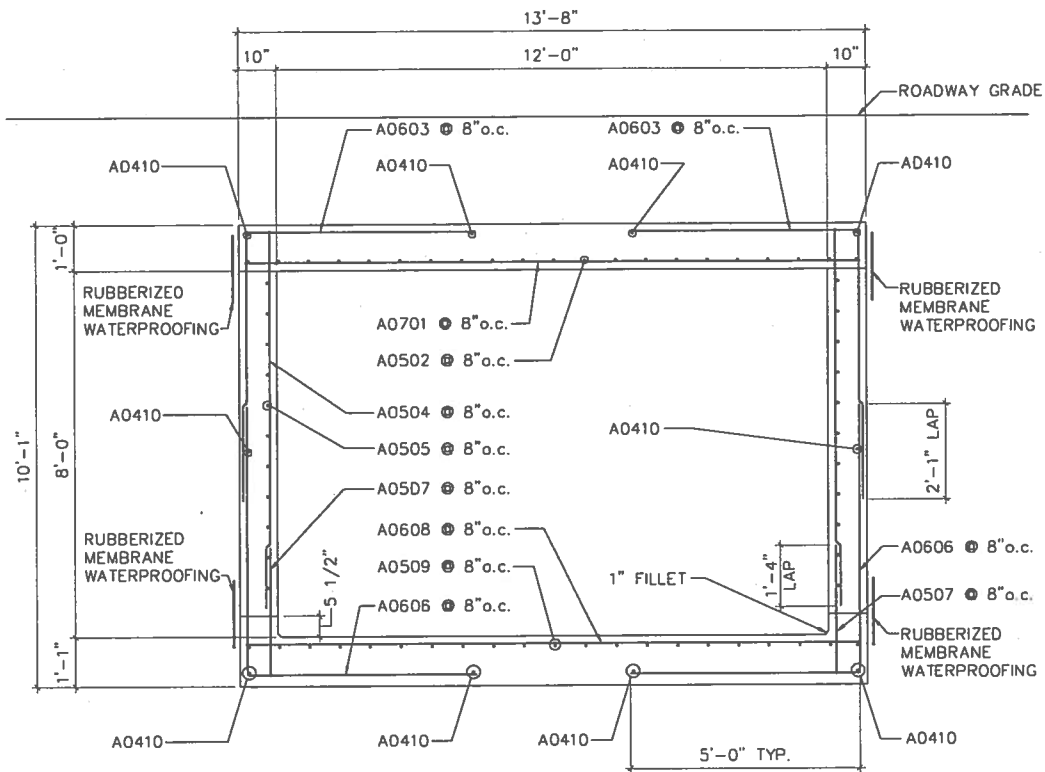 13'-8"
10"
12'-0"
10"
ROADWAY GRADE
A0603 @ 8"o.c.
A0603 @ 8"o.c.
A0410
A0410
A0410
A0410
1'-0"
RUBBERIZED
MEMBRANE
WATERPROOFING
RUBBERIZED
MEMBRANE
WATERPROOFING
A0701 @ 8"o.c.
A0502 @ 8"o.c.
A0504 @ 8"o.c.
A0410
A0410
A0505 @ 8"o.c.
10'-1"
8'-0"
2'-1" LAP
A0507 @ 8"o.c.
A0608 @ 8"o.c.
RUBBERIZED
MEMBRANE
WATERPROOFING
A0606 @ 8"o.c.
A0509 @ 8"o.c.
5 1/2"
1" FILLET
1'-4"
LAP
A0507 @ 8"o.c.
A0606 @ 8"o.c.
RUBBERIZED
MEMBRANE
WATERPROOFING
1'-1"
A0410
A0410
A0410
A0410
5'-0" TYP.